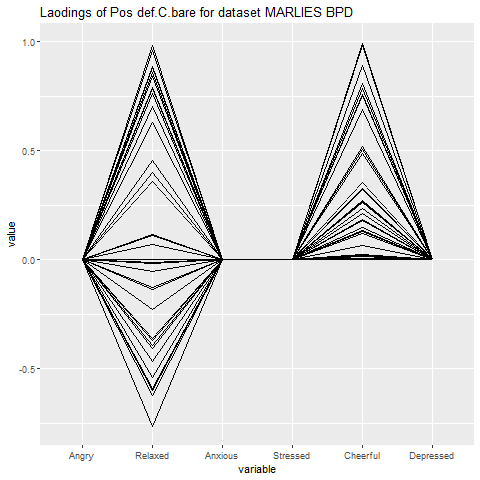 Laodings of Pos def.C.bare for dataset MARLIES BPD
1.0
0.5
0.0
-0.5
value
Angry Relaxed Anxious Stressed Cheerful Depressed
variable